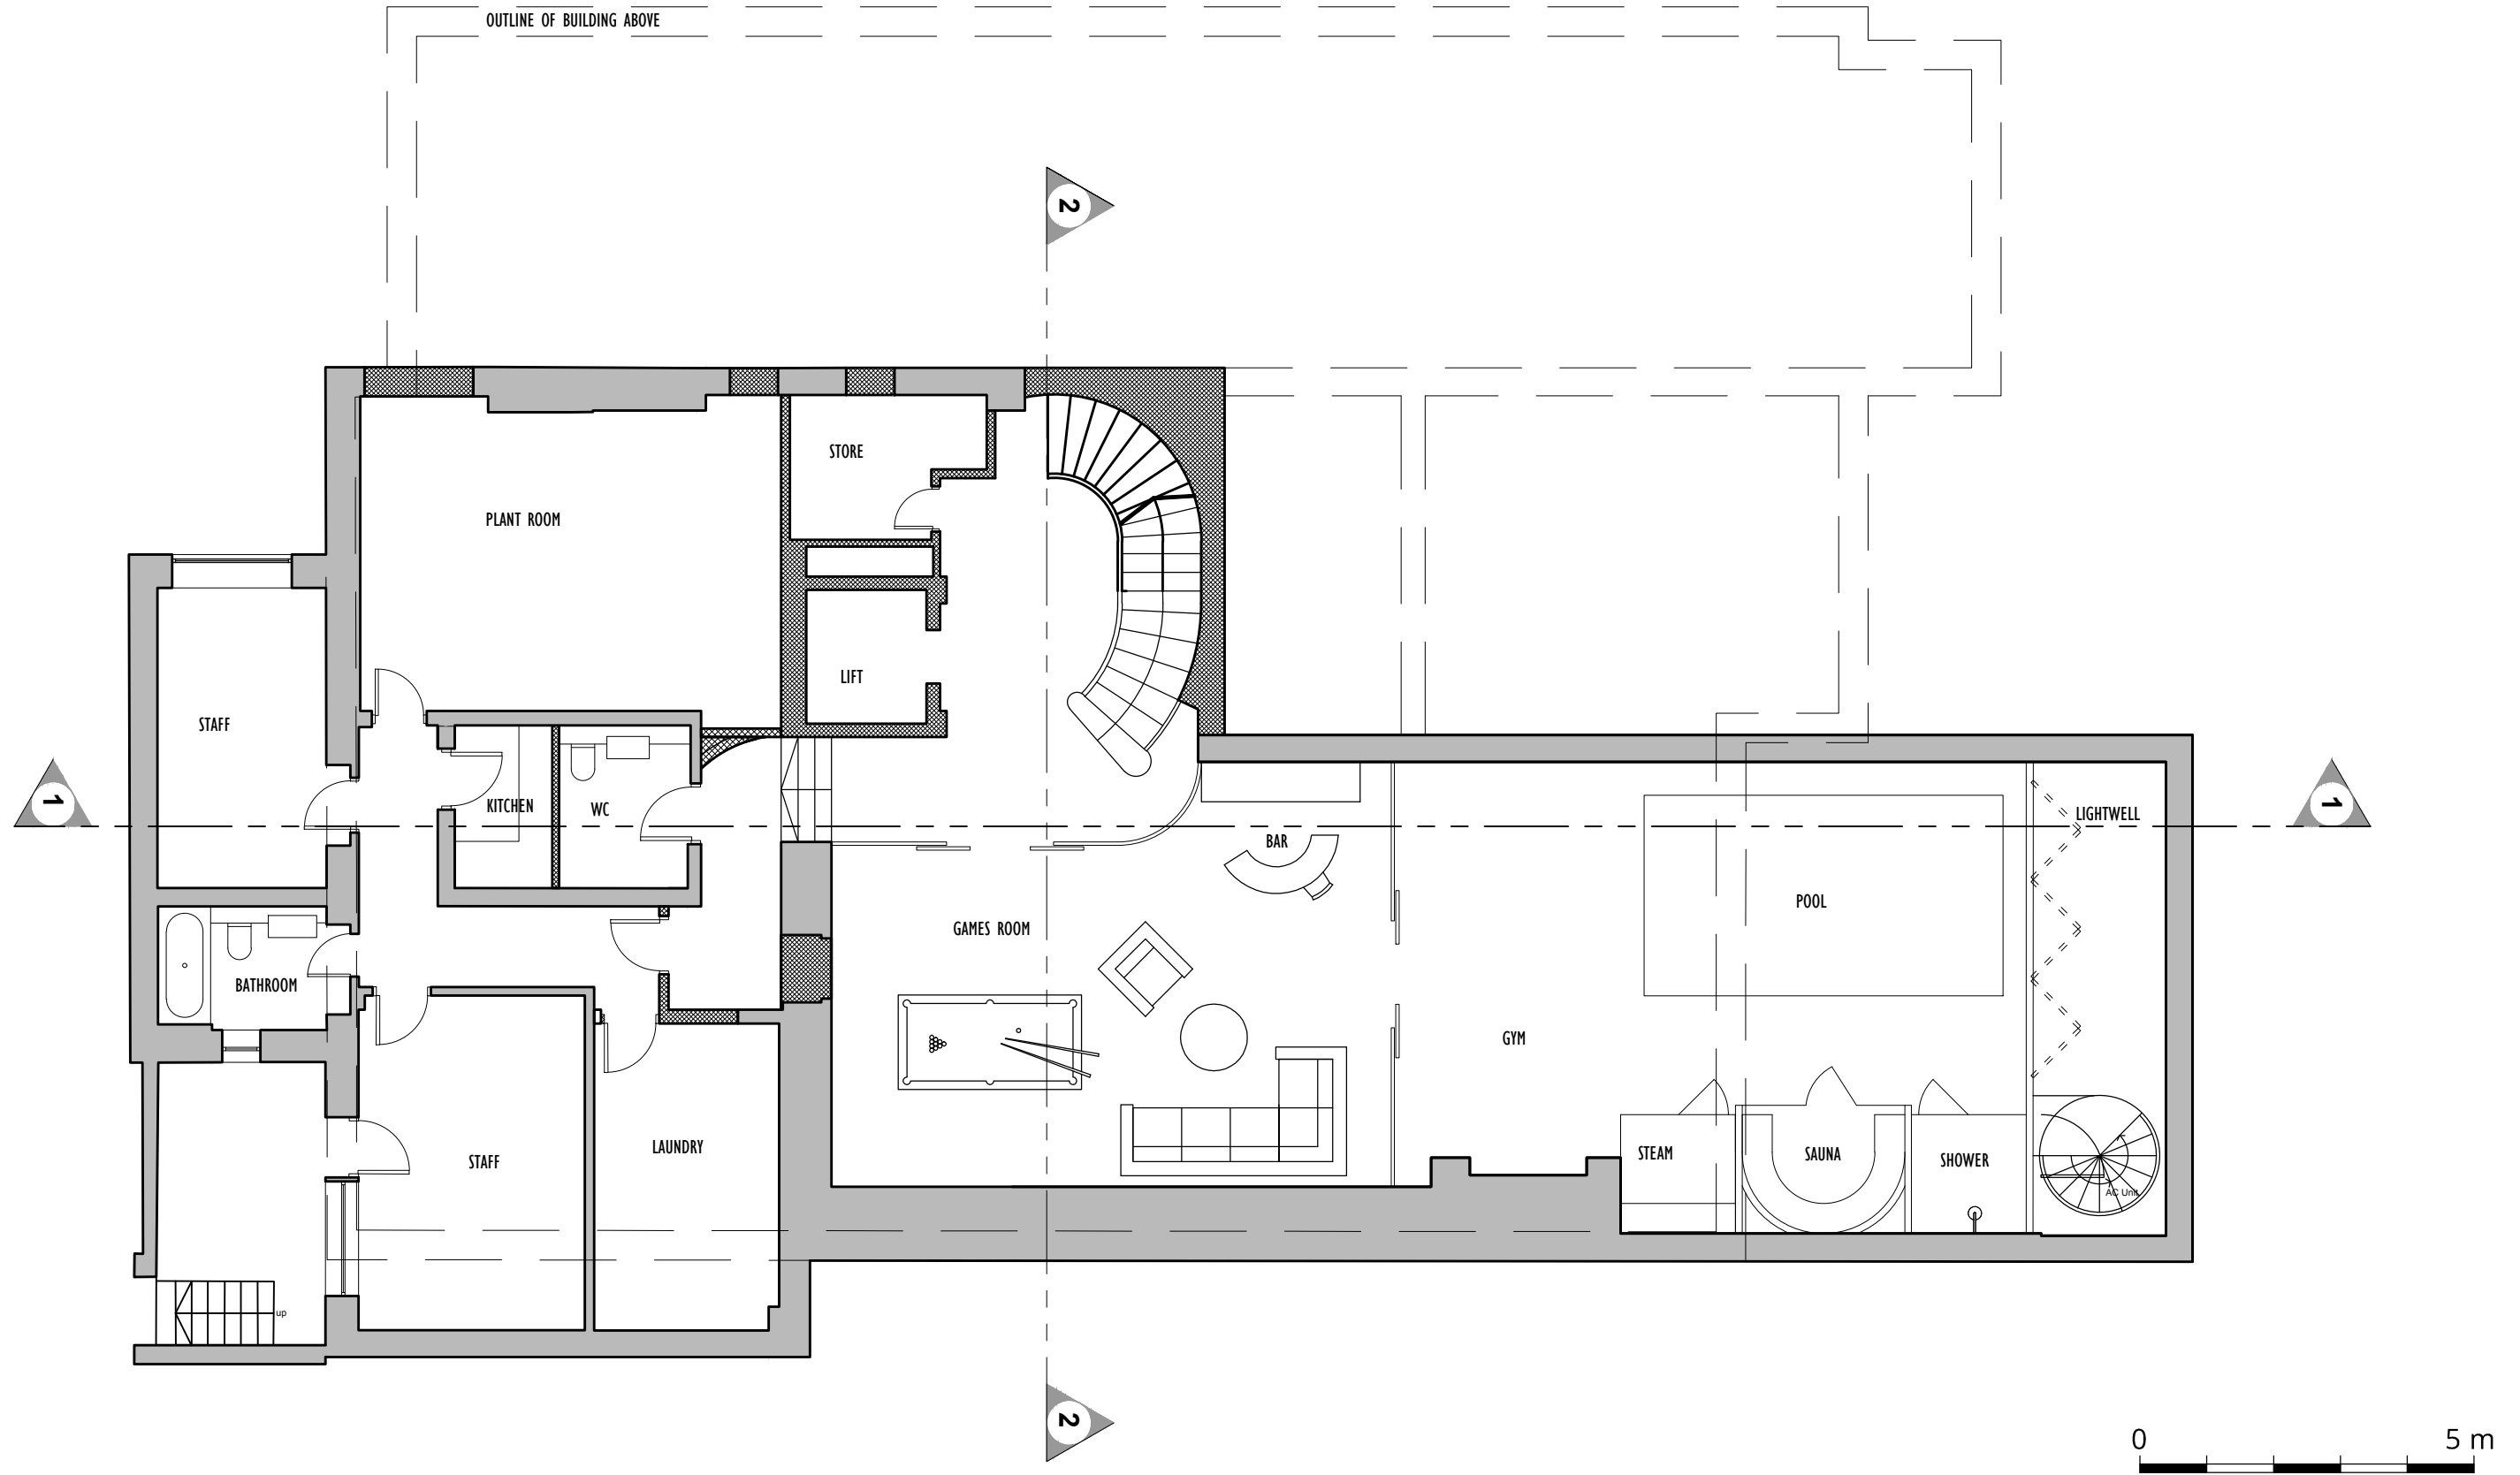 OUTLINE OF BUILDING ABOVE
2
STORE
PLANT ROOM
LIFT
STAFF
1
KITCHEN
WC
BAR
LIGHTWELL
1
POOL
GAMES ROOM
BATHROOM
GYM
LAUNDRY
STAFF
STEAM
SAUNA
SHOWER
AC Unit
up
2
0
5 m